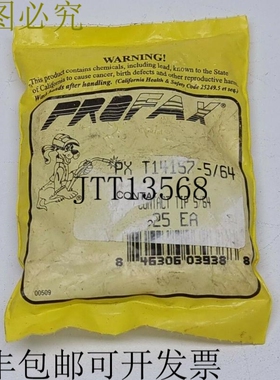 图必究
WARNING!
This product contains chemicals, including lead, known to the State
of California to cause cancer, birth defects and other reproductive harm.
Wash hands after handling. (California Health & Safety Code 25249.5 et seq.)
PROFAX
PX T14157-5/64
TTT13568
CONTA
CONTACT TIP 5/64
25 EA
8 46306 03938 8
00509
丰包邮可开发票